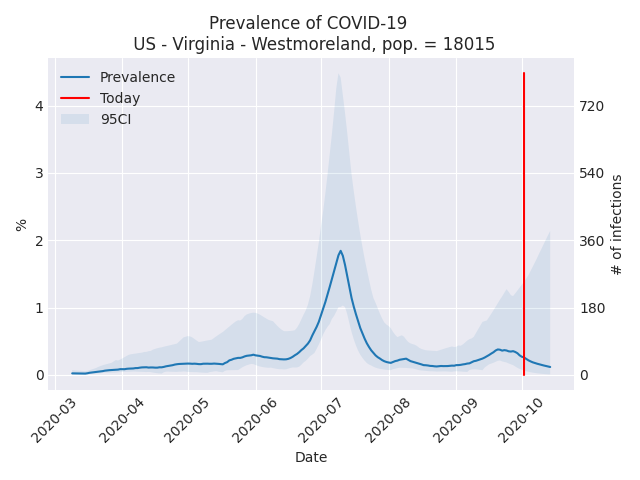 Prevalence of COVID-19
US - Virginia - Westmoreland, pop. = 18015
Prevalence
Today
95CI
%
4
3
2
1
0
# of infections
720
540
360
180
0
2020-03
2020-04
2020-05
2020-06
2020-07
2020-08
2020-09
2020-10
Date